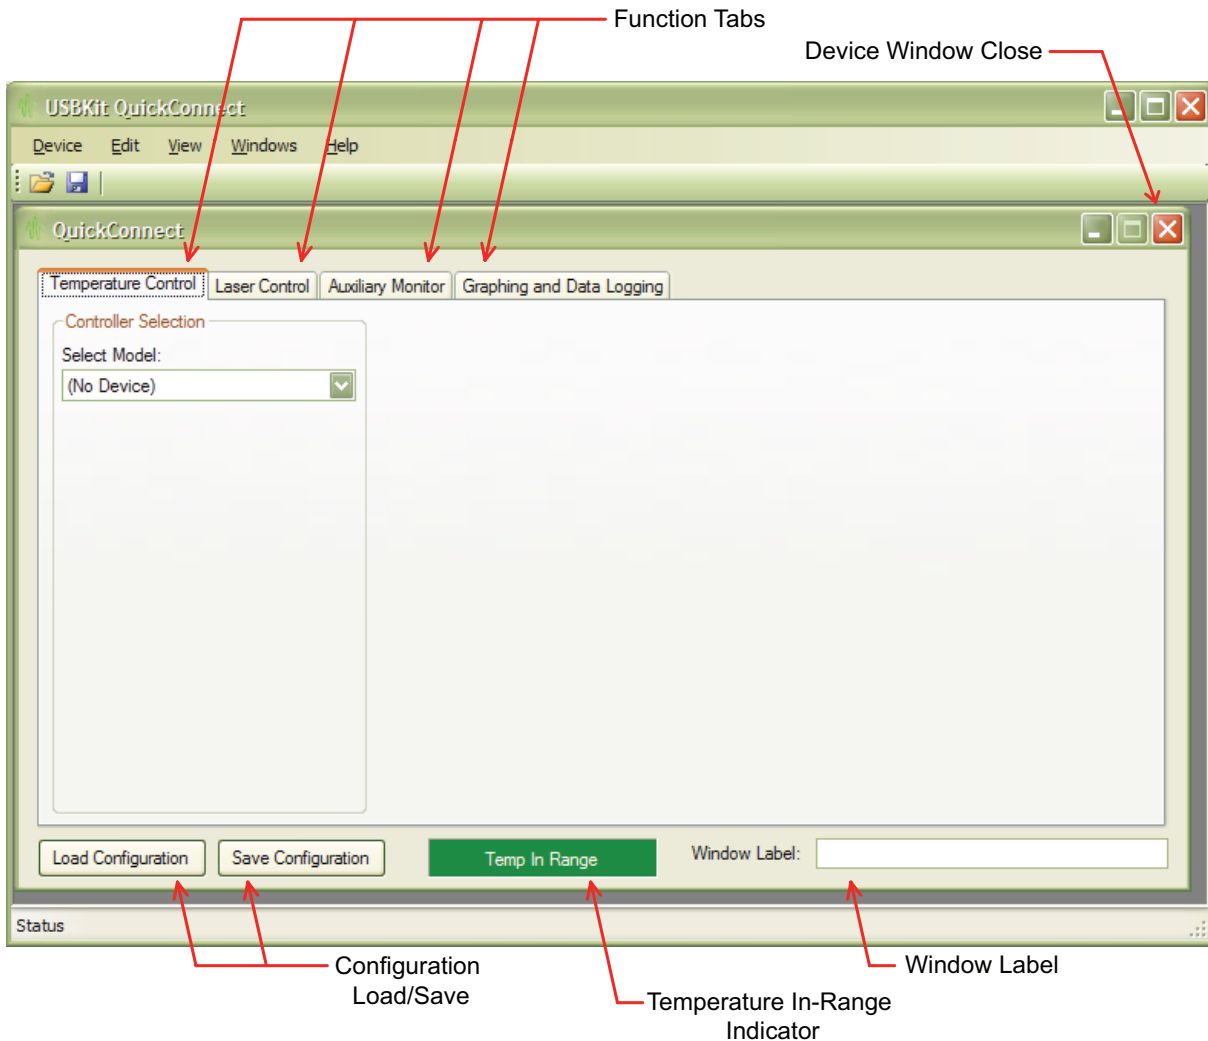 Function Tabs
Device Window Close
USBKit QuickConnect
Device Edit View Windows Help
QuickConnect
Temperature Control Laser Control Auxiliary Monitor Graphing and Data Logging
Controller Selection
Select Model:
(No Device)
Load Configuration Save Configuration Temp In Range Window Label:
Status
Configuration
Load/Save
Window Label
Temperature In-Range
Indicator